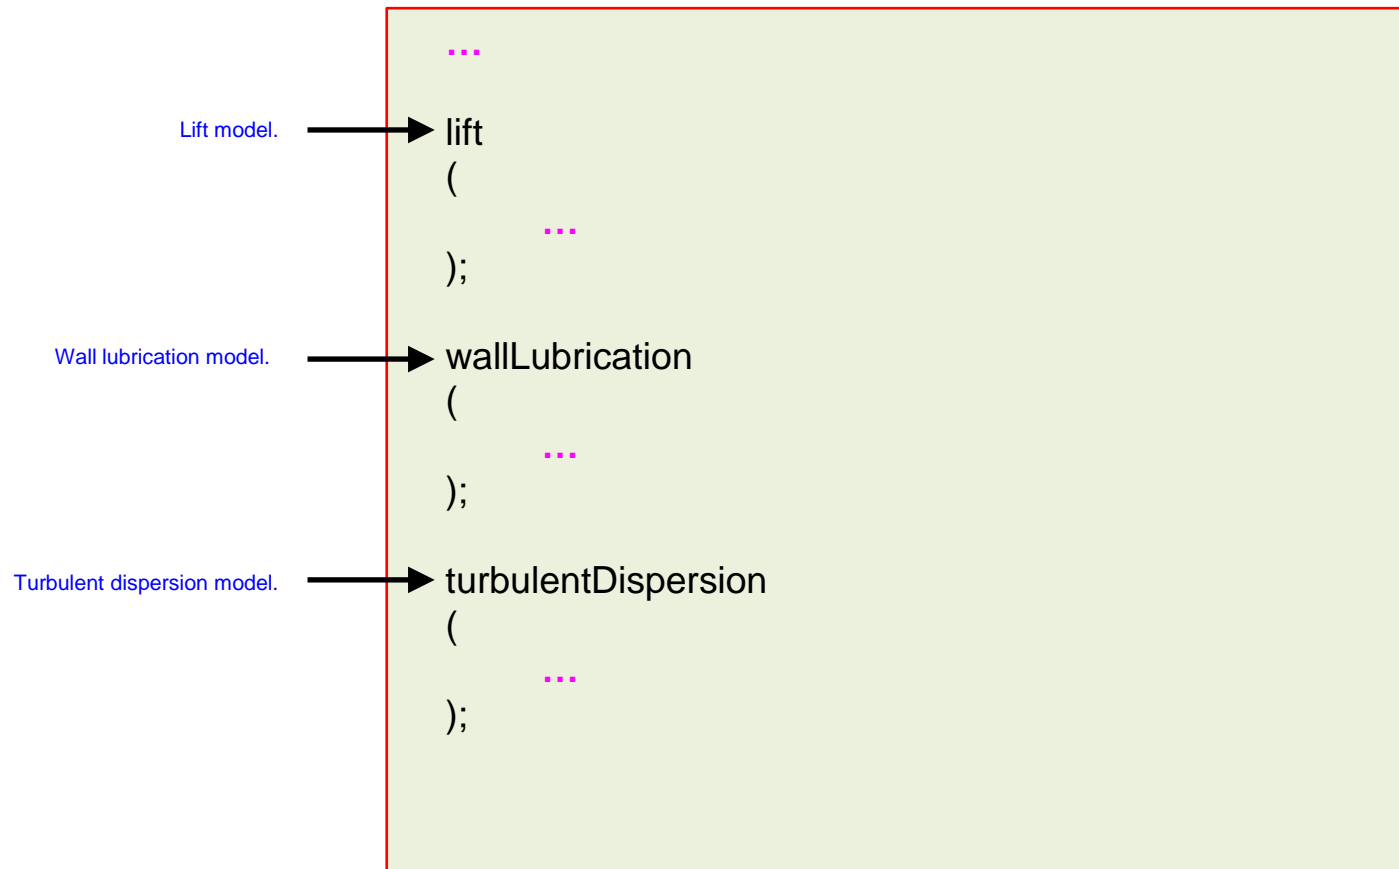 …
Lift model.
lift
(
…
);
Wall lubrication model.
wallLubrication
(
…
);
Turbulent dispersion model.
turbulentDispersion
(
…
);